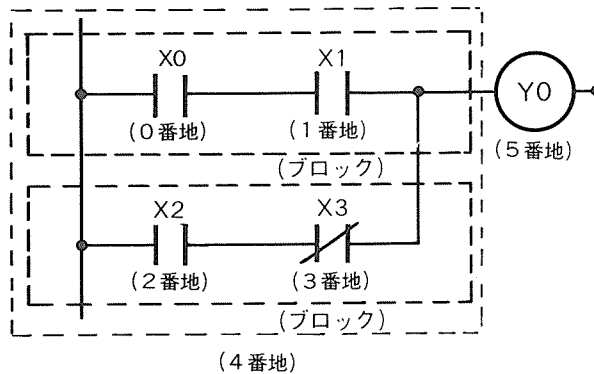 X0 X1
Y0
(0番地) (1番地)
(5番地)
(ブロック)
X2 X3
(2番地) (3番地)
(ブロック)
(4番地)